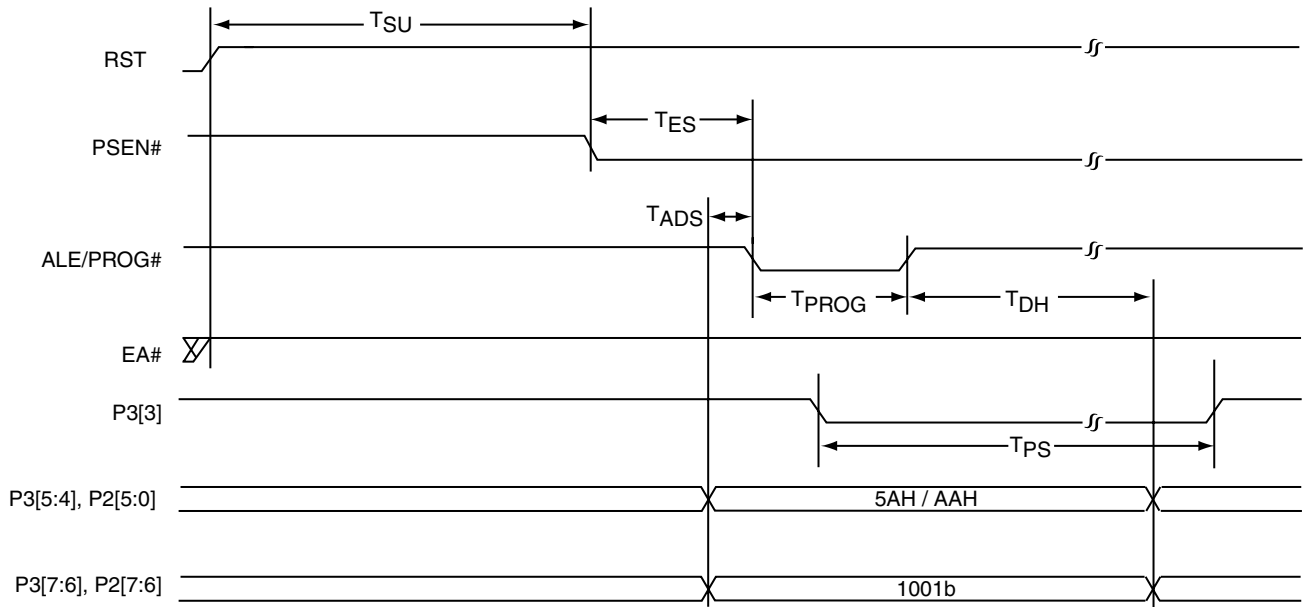 TSU
RST
TES
PSEN#
TADS
ALE/PROG#
TPROG
TDH
EA#
P3[3]
TPS
P3[5:4], P2[5:0]
5AH / AAH
P3[7:6], P2[7:6]
1001b